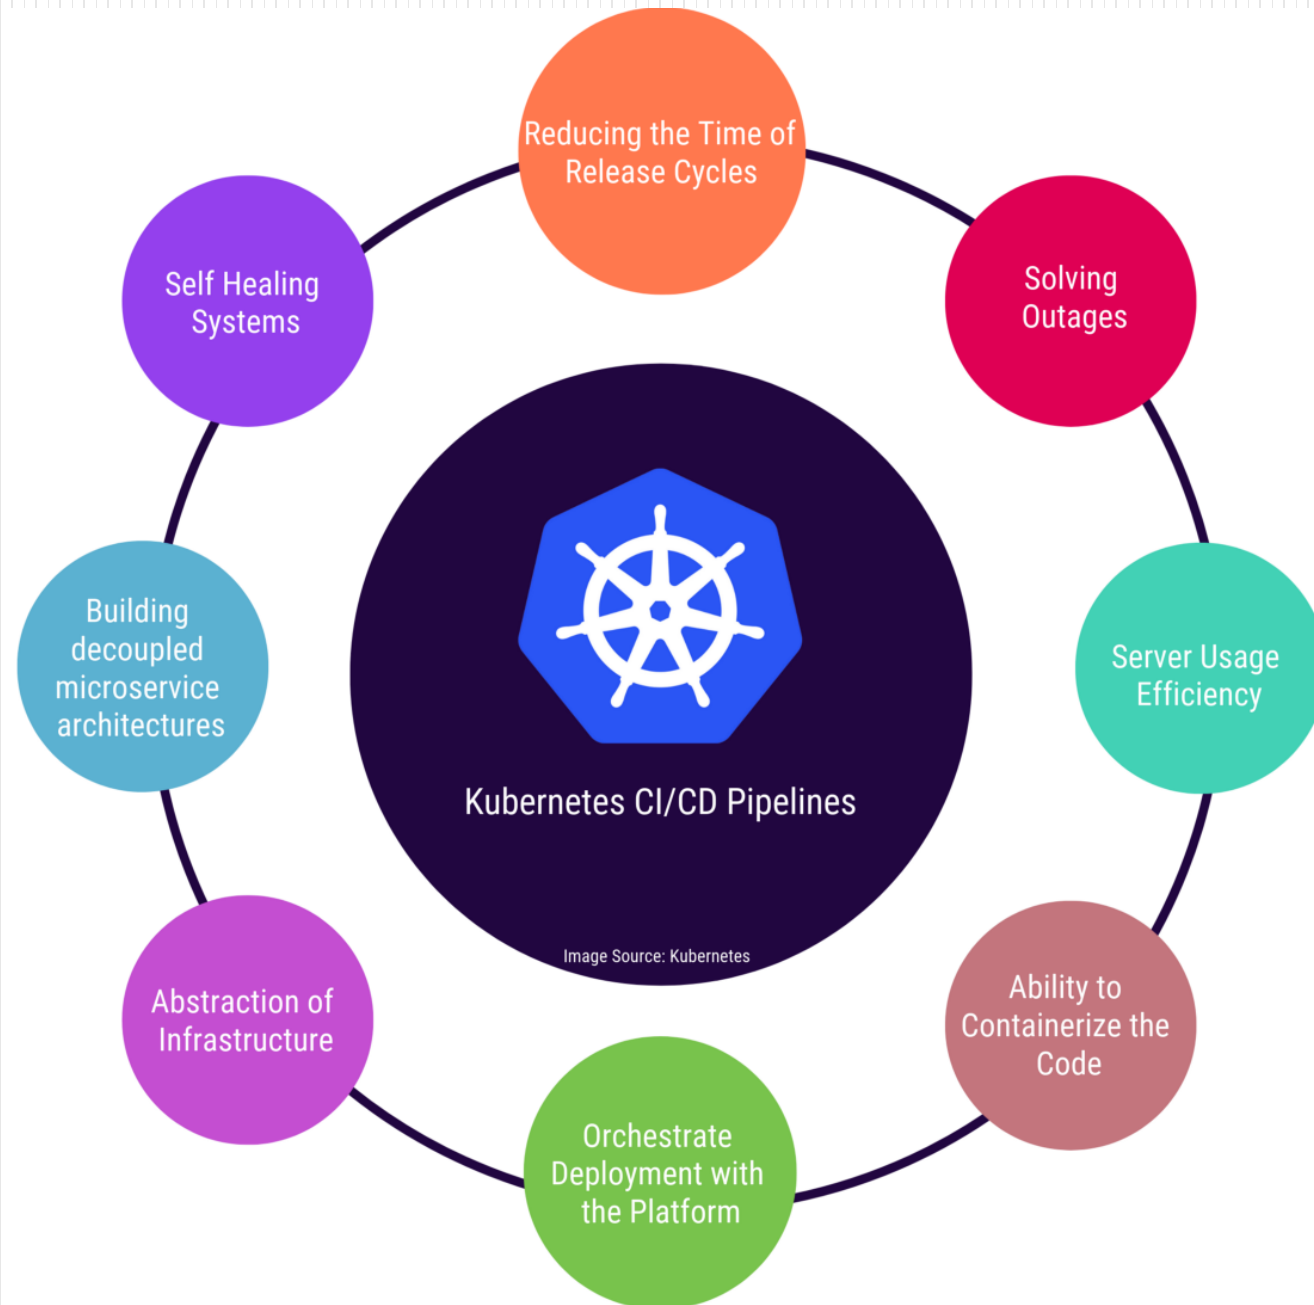 Reducing the Time of
Release Cycles
Solving
Outages
Server Usage
Efficiency
Ability to
Containerize the
Code
Orchestrate
Deployment with
the Platform
Abstraction of
Infrastructure
Building
decoupled
microservice
architectures
Self Healing
Systems
Kubernetes CI/CD Pipelines
Image Source: Kubernetes